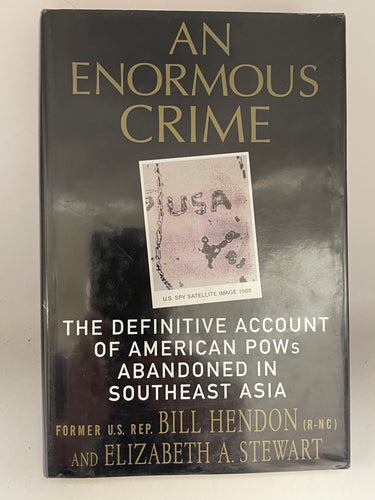 AN
ENORMOUS
CRIME
USA
U.S. SPY SATELLITE IMAGE 1988
THE DEFINITIVE ACCOUNT
OF AMERICAN POWs
ABANDONED IN
SOUTHEAST ASIA
FORMER U.S. REP. BILL HENDON (R-NC)
AND ELIZABETH A. STEWART